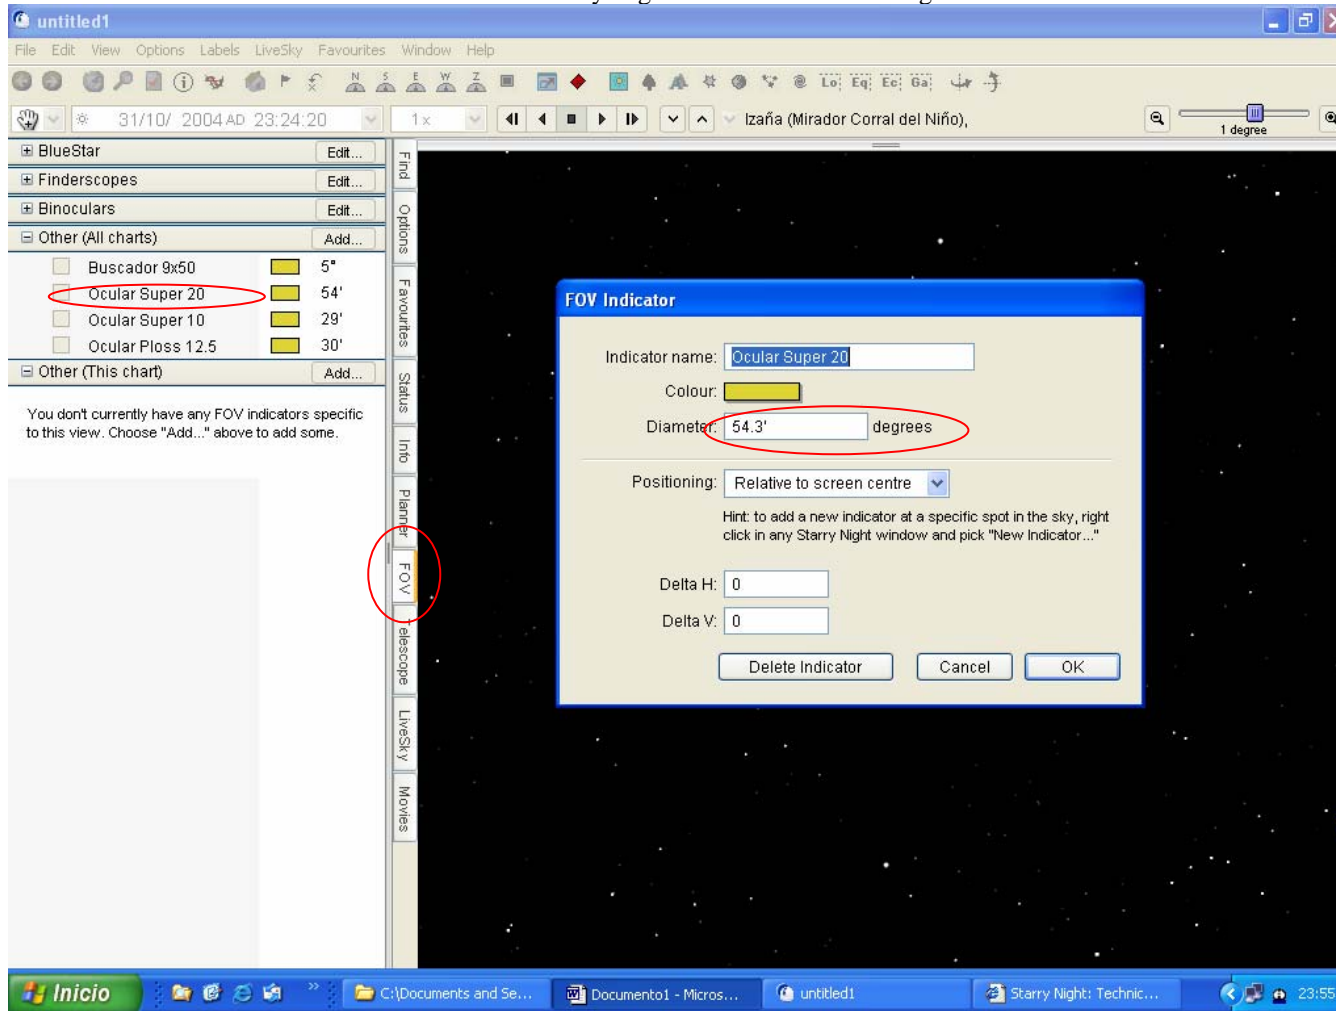 untitled1
File Edit View Options Labels LiveSky Favourites Window Help
N S E W Z Lo Eq Ec Ga
31/10/ 2004 AD 23:24:20 1x Izaña (Mirador Corral del Niño),
1 degree
BlueStar Edit...
Finderscopes Edit...
Binoculars Edit...
Other (All charts) Add...
Buscador 9x50 5°
Ocular Super 20 54'
Ocular Super 10 29'
Ocular Ploss 12.5 30'
Other (This chart) Add...
You don't currently have any FOV indicators specific
to this view. Choose "Add..." above to add some.
Find
Options
Favourites
Status
Info
Planner
FOV
Telescope
LiveSky
Movies
FOV Indicator
Indicator name: Ocular Super 20
Colour:
Diameter: 54.3' degrees
Positioning: Relative to screen centre
Hint: to add a new indicator at a specific spot in the sky, right
click in any Starry Night window and pick "New Indicator..."
Delta H: 0
Delta V: 0
Delete Indicator Cancel OK
Inicio C:\Documents and Se... Documento1 - Micros... untitled1 Starry Night: Technic... 23:55